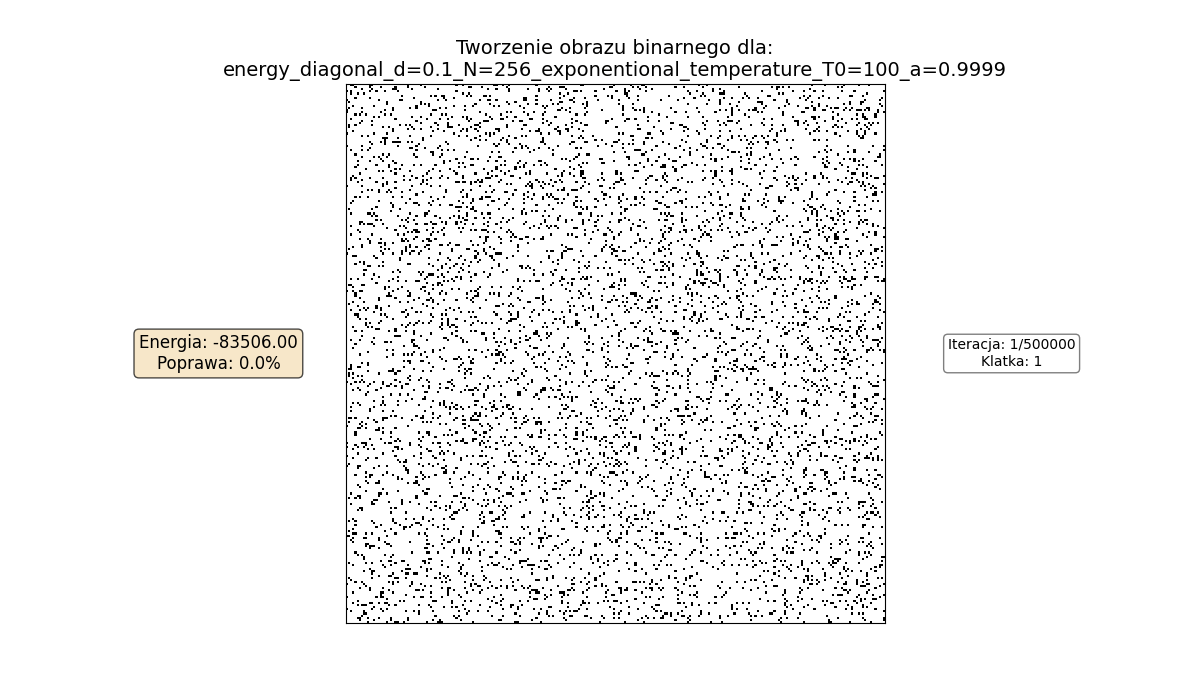 Tworzenie obrazu binarnego dla:
energy_diagonal_d=0.1_N=256_exponentional_temperature_T0=100_a=0.9999
Energia: -83506.00
Poprawa: 0.0%
Iteracja: 1/500000
Klatka: 1